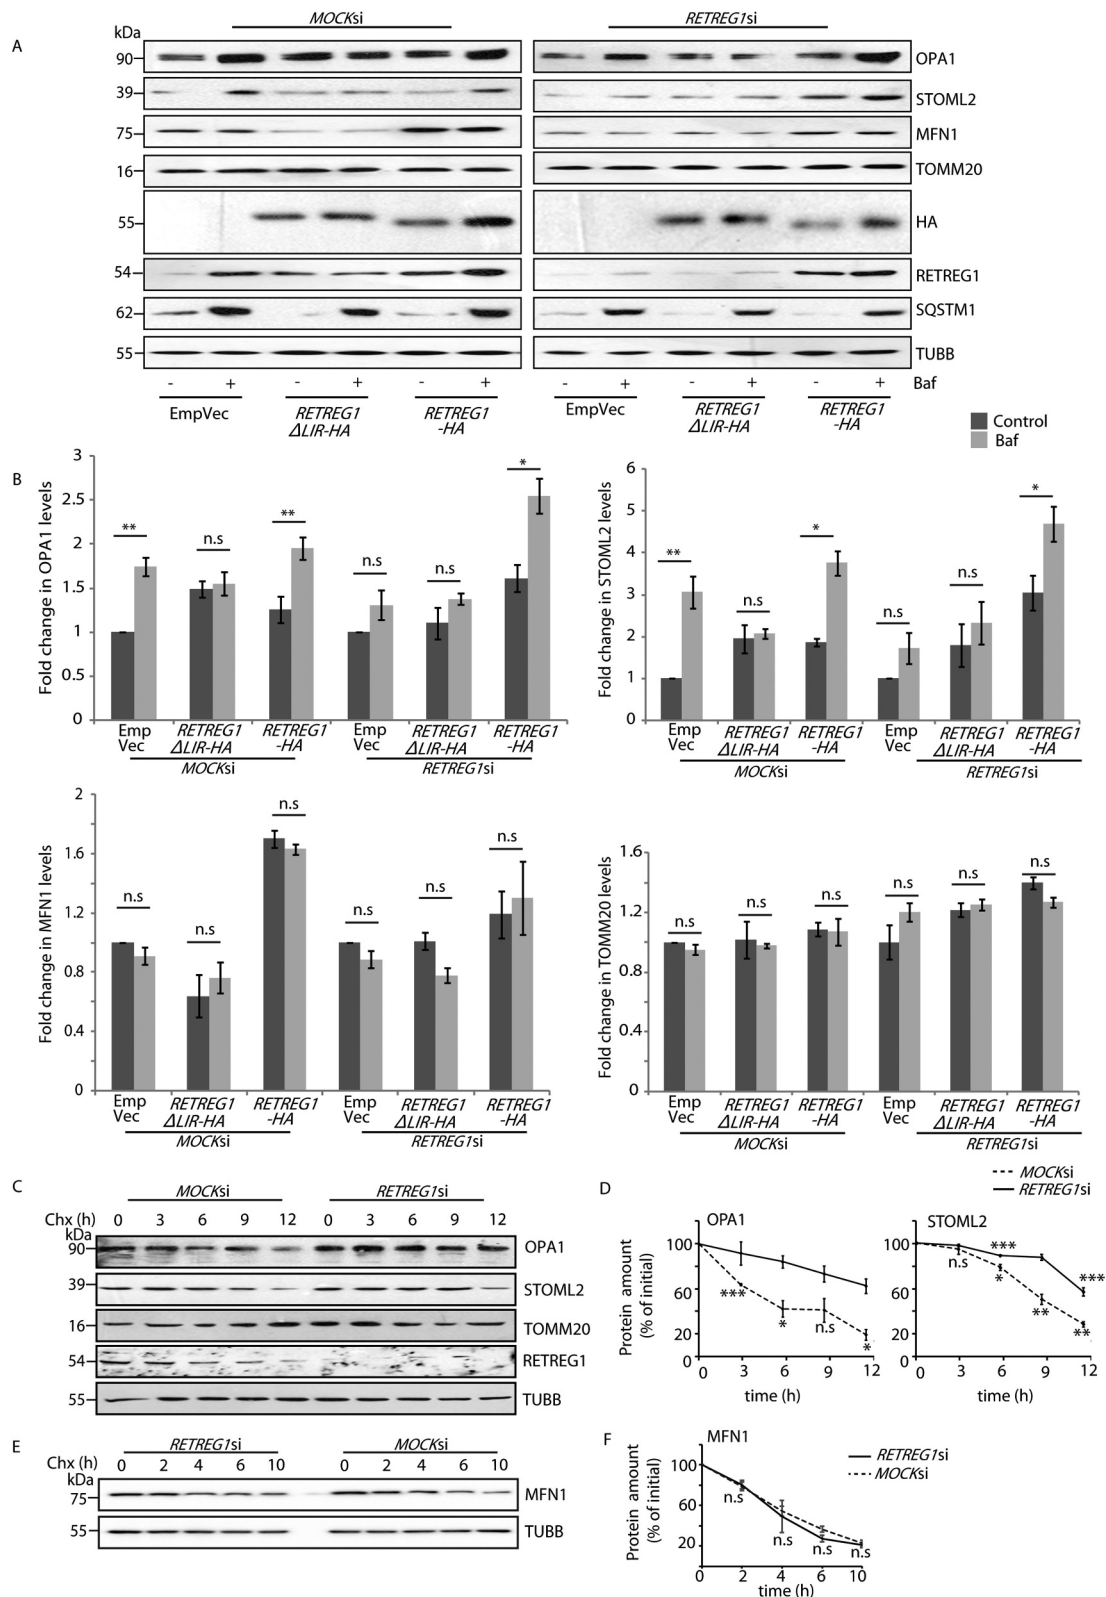 MOCKsi RETREG1si
A
kDa
90 OPA1
39 STOML2
75 MFN1
16 TOMM20
55 HA
54 RETREG1
62 SQSTM1
55 TUBB
- + - + - + - + - + - + Baf
EmpVec RETREG1 ΔLIR-HA RETREG1 -HA EmpVec RETREG1 ΔLIR-HA RETREG1 -HA
Control
Baf
B
Fold change in OPA1 levels
3
2.5
2
1.5
1
0.5
0
** n.s ** n.s n.s *
Emp Vec RETREG1 ΔLIR-HA RETREG1 -HA Emp Vec RETREG1 ΔLIR-HA RETREG1 -HA
MOCKsi RETREG1si
Fold change in STOML2 levels
6
5
4
3
2
1
0
** n.s * n.s n.s *
Emp Vec RETREG1 ΔLIR-HA RETREG1 -HA Emp Vec RETREG1 ΔLIR-HA RETREG1 -HA
MOCKsi RETREG1si
Fold change in MFN1 levels
2
1.6
1.2
0.8
0.4
0
n.s n.s n.s n.s n.s n.s
Emp Vec RETREG1 ΔLIR-HA RETREG1 -HA Emp Vec RETREG1 ΔLIR-HA RETREG1 -HA
MOCKsi RETREG1si
Fold change in TOMM20 levels
1.6
1.2
0.8
0.4
0
n.s n.s n.s n.s n.s n.s
Emp Vec RETREG1 ΔLIR-HA RETREG1 -HA Emp Vec RETREG1 ΔLIR-HA RETREG1 -HA
MOCKsi RETREG1si
C
MOCKsi RETREG1si
Chx (h) 0 3 6 9 12 0 3 6 9 12
kDa
90 OPA1
39 STOML2
16 TOMM20
54 RETREG1
55 TUBB
D
MOCKsi
RETREG1si
OPA1
Protein amount
(% of initial)
100
60
20
0
*** * n.s *
0 3 6 9 12
time (h)
STOML2
100
60
20
0
n.s *** * ** *** **
0 3 6 9 12
time (h)
E
RETREG1si MOCKsi
Chx (h) 0 2 4 6 10 0 2 4 6 10
kDa
75 MFN1
55 TUBB
F
MFN1
RETREG1si
MOCKsi
Protein amount
(% of initial)
100
60
20
0
n.s n.s n.s n.s
0 2 4 6 10
time (h)